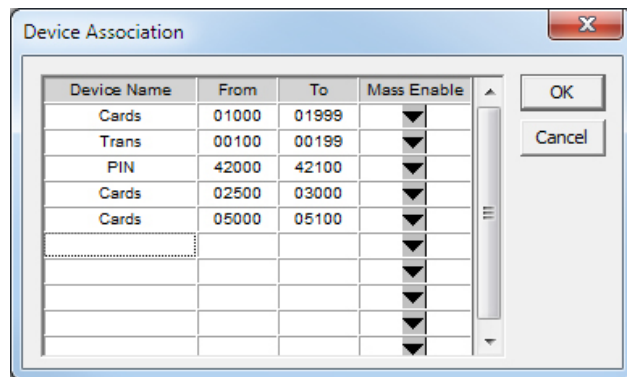 Device Association
Device Name From To Mass Enable
Cards 01000 01999
Trans 00100 00199
PIN 42000 42100
Cards 02500 03000
Cards 05000 05100
OK
Cancel